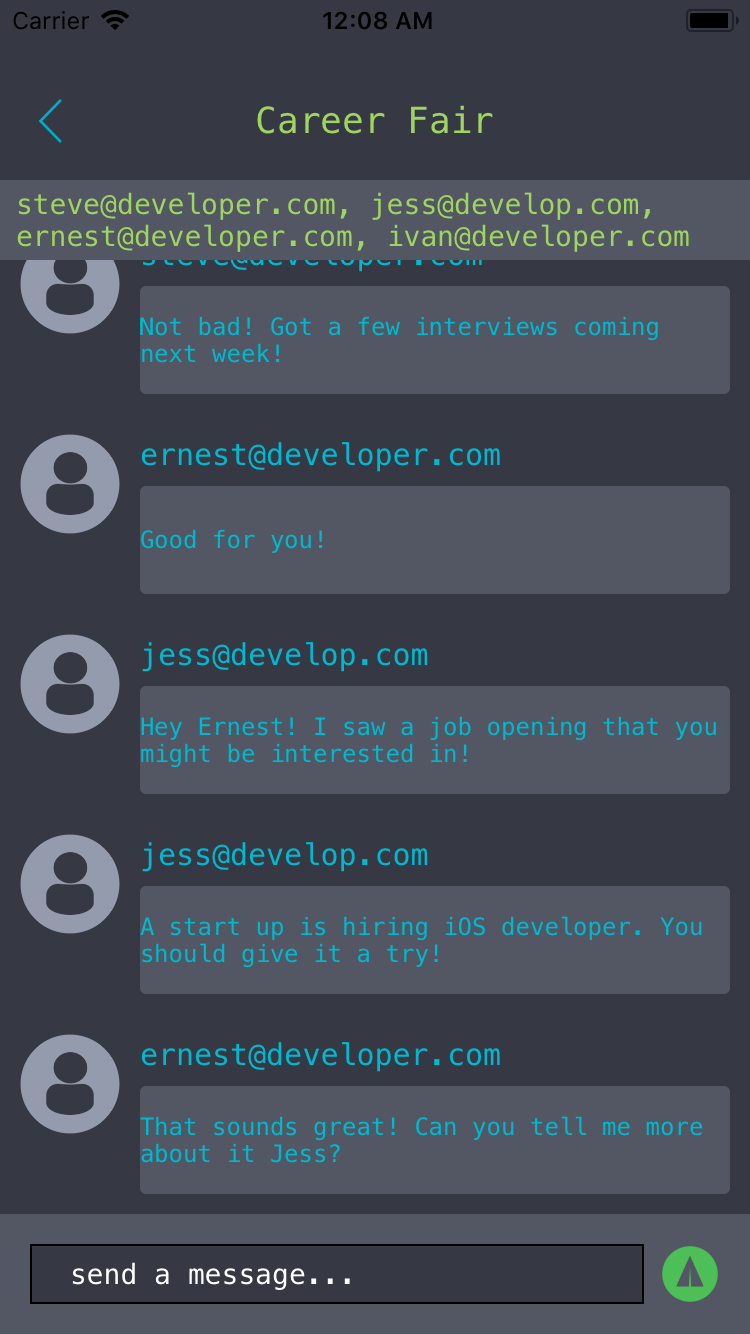 Carrier 12:08 AM
Career Fair
steve@developer.com, jess@develop.com,
ernest@developer.com, ivan@developer.com
steve@developer.com
Not bad! Got a few interviews coming
next week!
ernest@developer.com
Good for you!
jess@develop.com
Hey Ernest! I saw a job opening that you
might be interested in!
jess@develop.com
A start up is hiring iOS developer. You
should give it a try!
ernest@developer.com
That sounds great! Can you tell me more
about it Jess?
send a message...